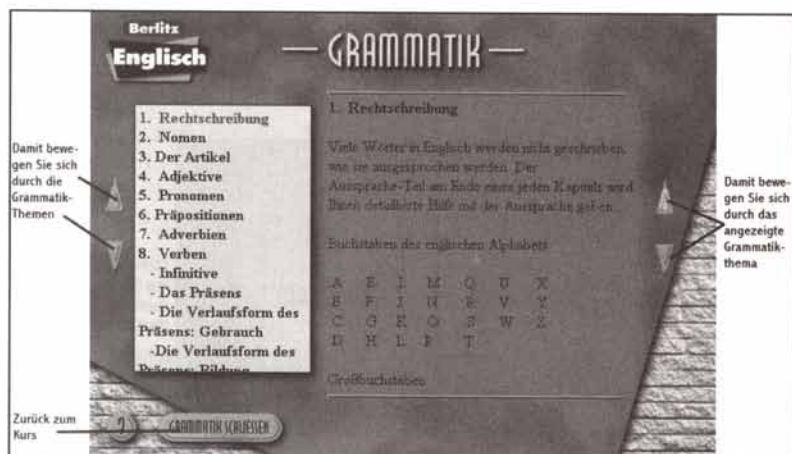 Berlitz
Englisch
— GRAMMATIK —
1. Rechtschreibung
2. Nomen
3. Der Artikel
4. Adjektive
5. Pronomen
6. Präpositionen
7. Adverbien
8. Verben
- Infinitive
- Das Präsens
- Die Verlaufsform des
Präsens: Gebrauch
-Die Verlaufsform des
Präsens: Bildung
1. Rechtschreibung
Viele Wörter in Englisch werden nicht geschrieben,
wie sie ausgesprochen werden. Der
Aussprache-Teil am Ende eines jeden Kapitels wird
Ihnen detaillierte Hilfe mit der Aussprache geben.
Buchstaben des englischen Alphabets
A E I M Q U X
B F J N R V Y
C G K O S W Z
D H L P T
Großbuchstaben
Damit bewe-
gen Sie sich
durch die
Grammatik-
Themen
Damit bewe-
gen Sie sich
durch das
angezeigte
Grammatik-
thema
Zurück zum
Kurs
?
GRAMMATIK SCHLIESSEN